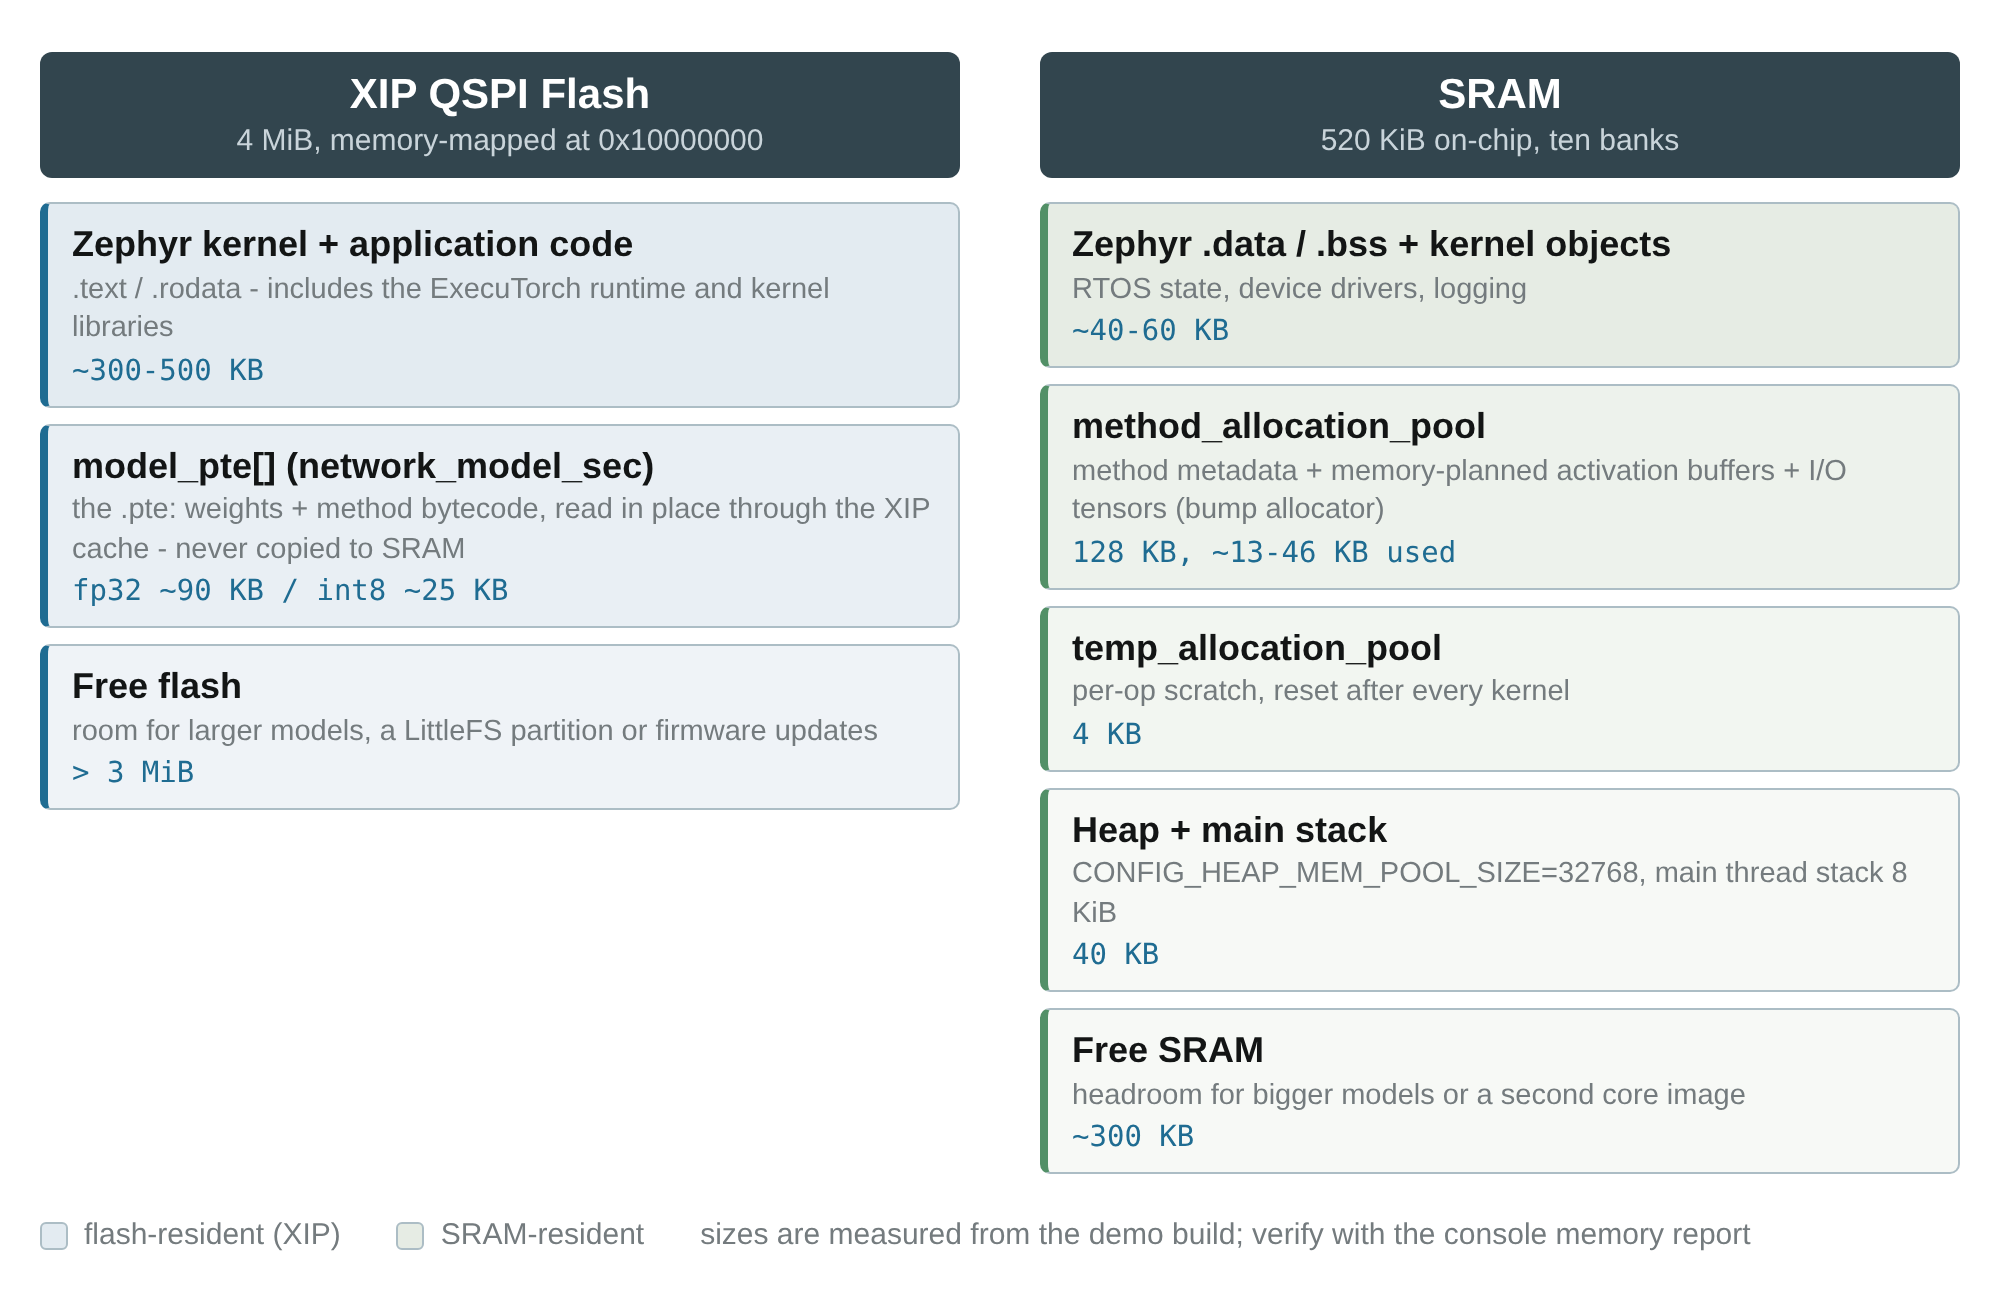 XIP QSPI Flash
4 MiB, memory-mapped at 0x10000000
Zephyr kernel + application code
.text / .rodata - includes the ExecuTorch runtime and kernel
libraries
~300-500 KB
model_pte[] (network_model_sec)
the .pte: weights + method bytecode, read in place through the XIP
cache - never copied to SRAM
fp32 ~90 KB / int8 ~25 KB
Free flash
room for larger models, a LittleFS partition or firmware updates
> 3 MiB
SRAM
520 KiB on-chip, ten banks
Zephyr .data / .bss + kernel objects
RTOS state, device drivers, logging
~40-60 KB
method_allocation_pool
method metadata + memory-planned activation buffers + I/O
tensors (bump allocator)
128 KB, ~13-46 KB used
temp_allocation_pool
per-op scratch, reset after every kernel
4 KB
Heap + main stack
CONFIG_HEAP_MEM_POOL_SIZE=32768, main thread stack 8
KiB
40 KB
Free SRAM
headroom for bigger models or a second core image
~300 KB
flash-resident (XIP)
SRAM-resident
sizes are measured from the demo build; verify with the console memory report